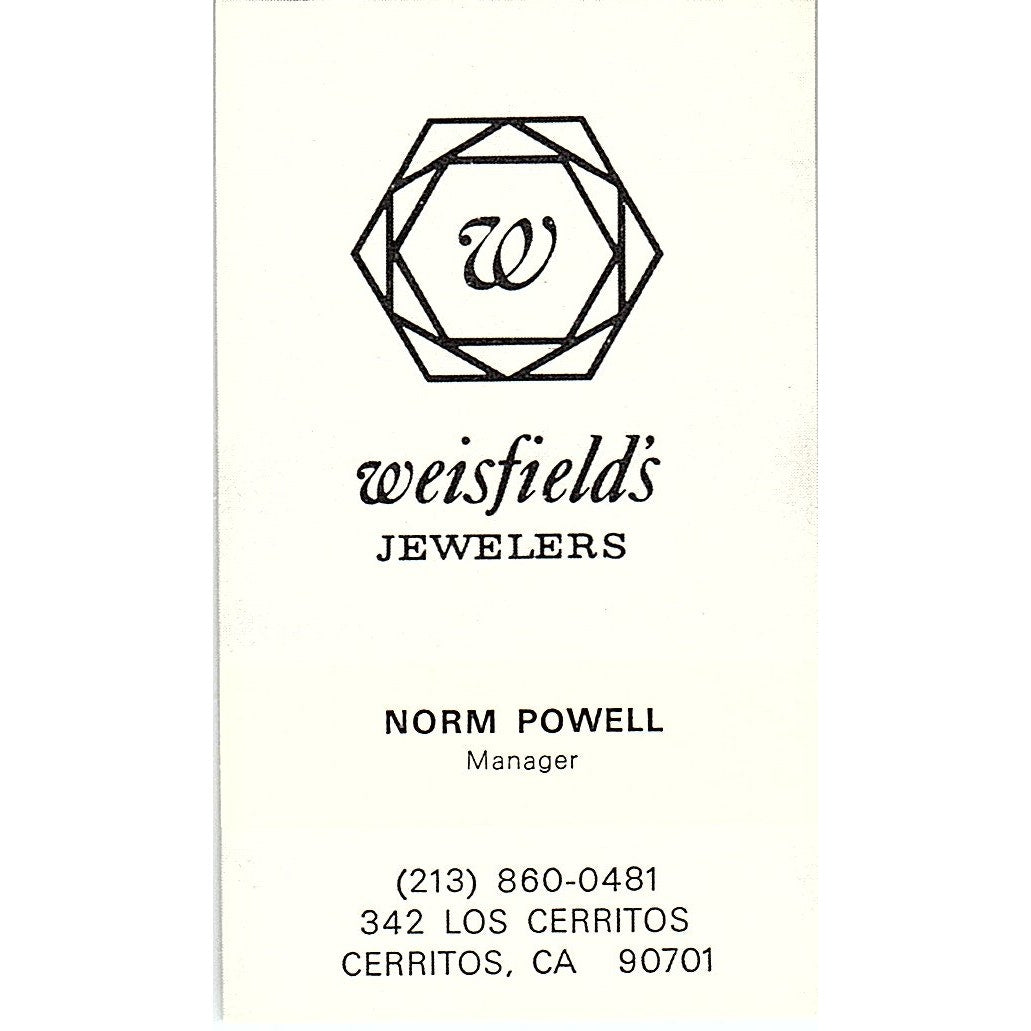 w
weisfield's
JEWELERS
NORM POWELL
Manager
(213) 860-0481
342 LOS CERRITOS
CERRITOS, CA 90701